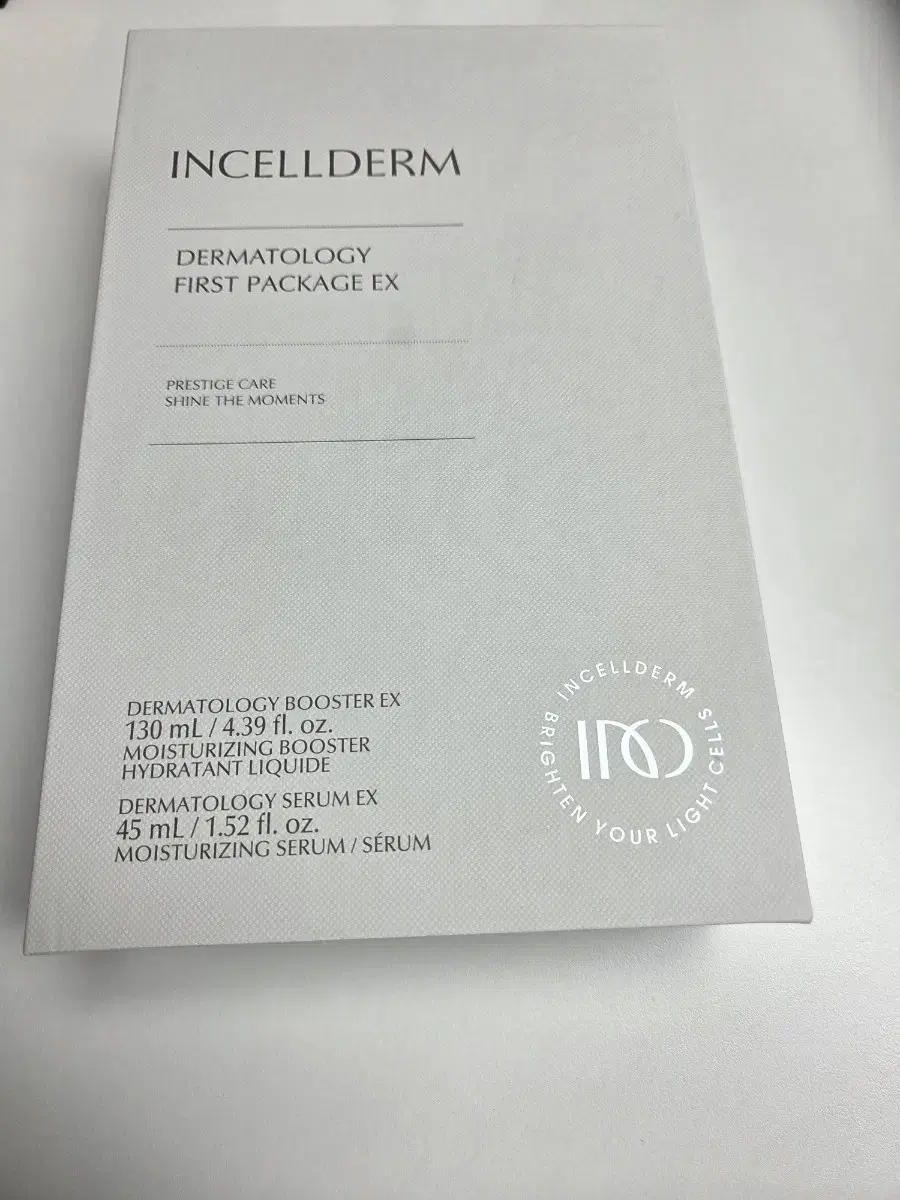 INCELLDERM
DERMATOLOGY
FIRST PACKAGE EX
PRESTIGE CARE
SHINE THE MOMENTS
DERMATOLOGY BOOSTER EX
130 mL / 4.39 fl. oz.
MOISTURIZING BOOSTER
HYDRATANT LIQUIDE
DERMATOLOGY SERUM EX
45 mL / 1.52 fl. oz.
MOISTURIZING SERUM / SÉRUM
INCELLDERM
BRIGHTEN YOUR LIGHT CELLS